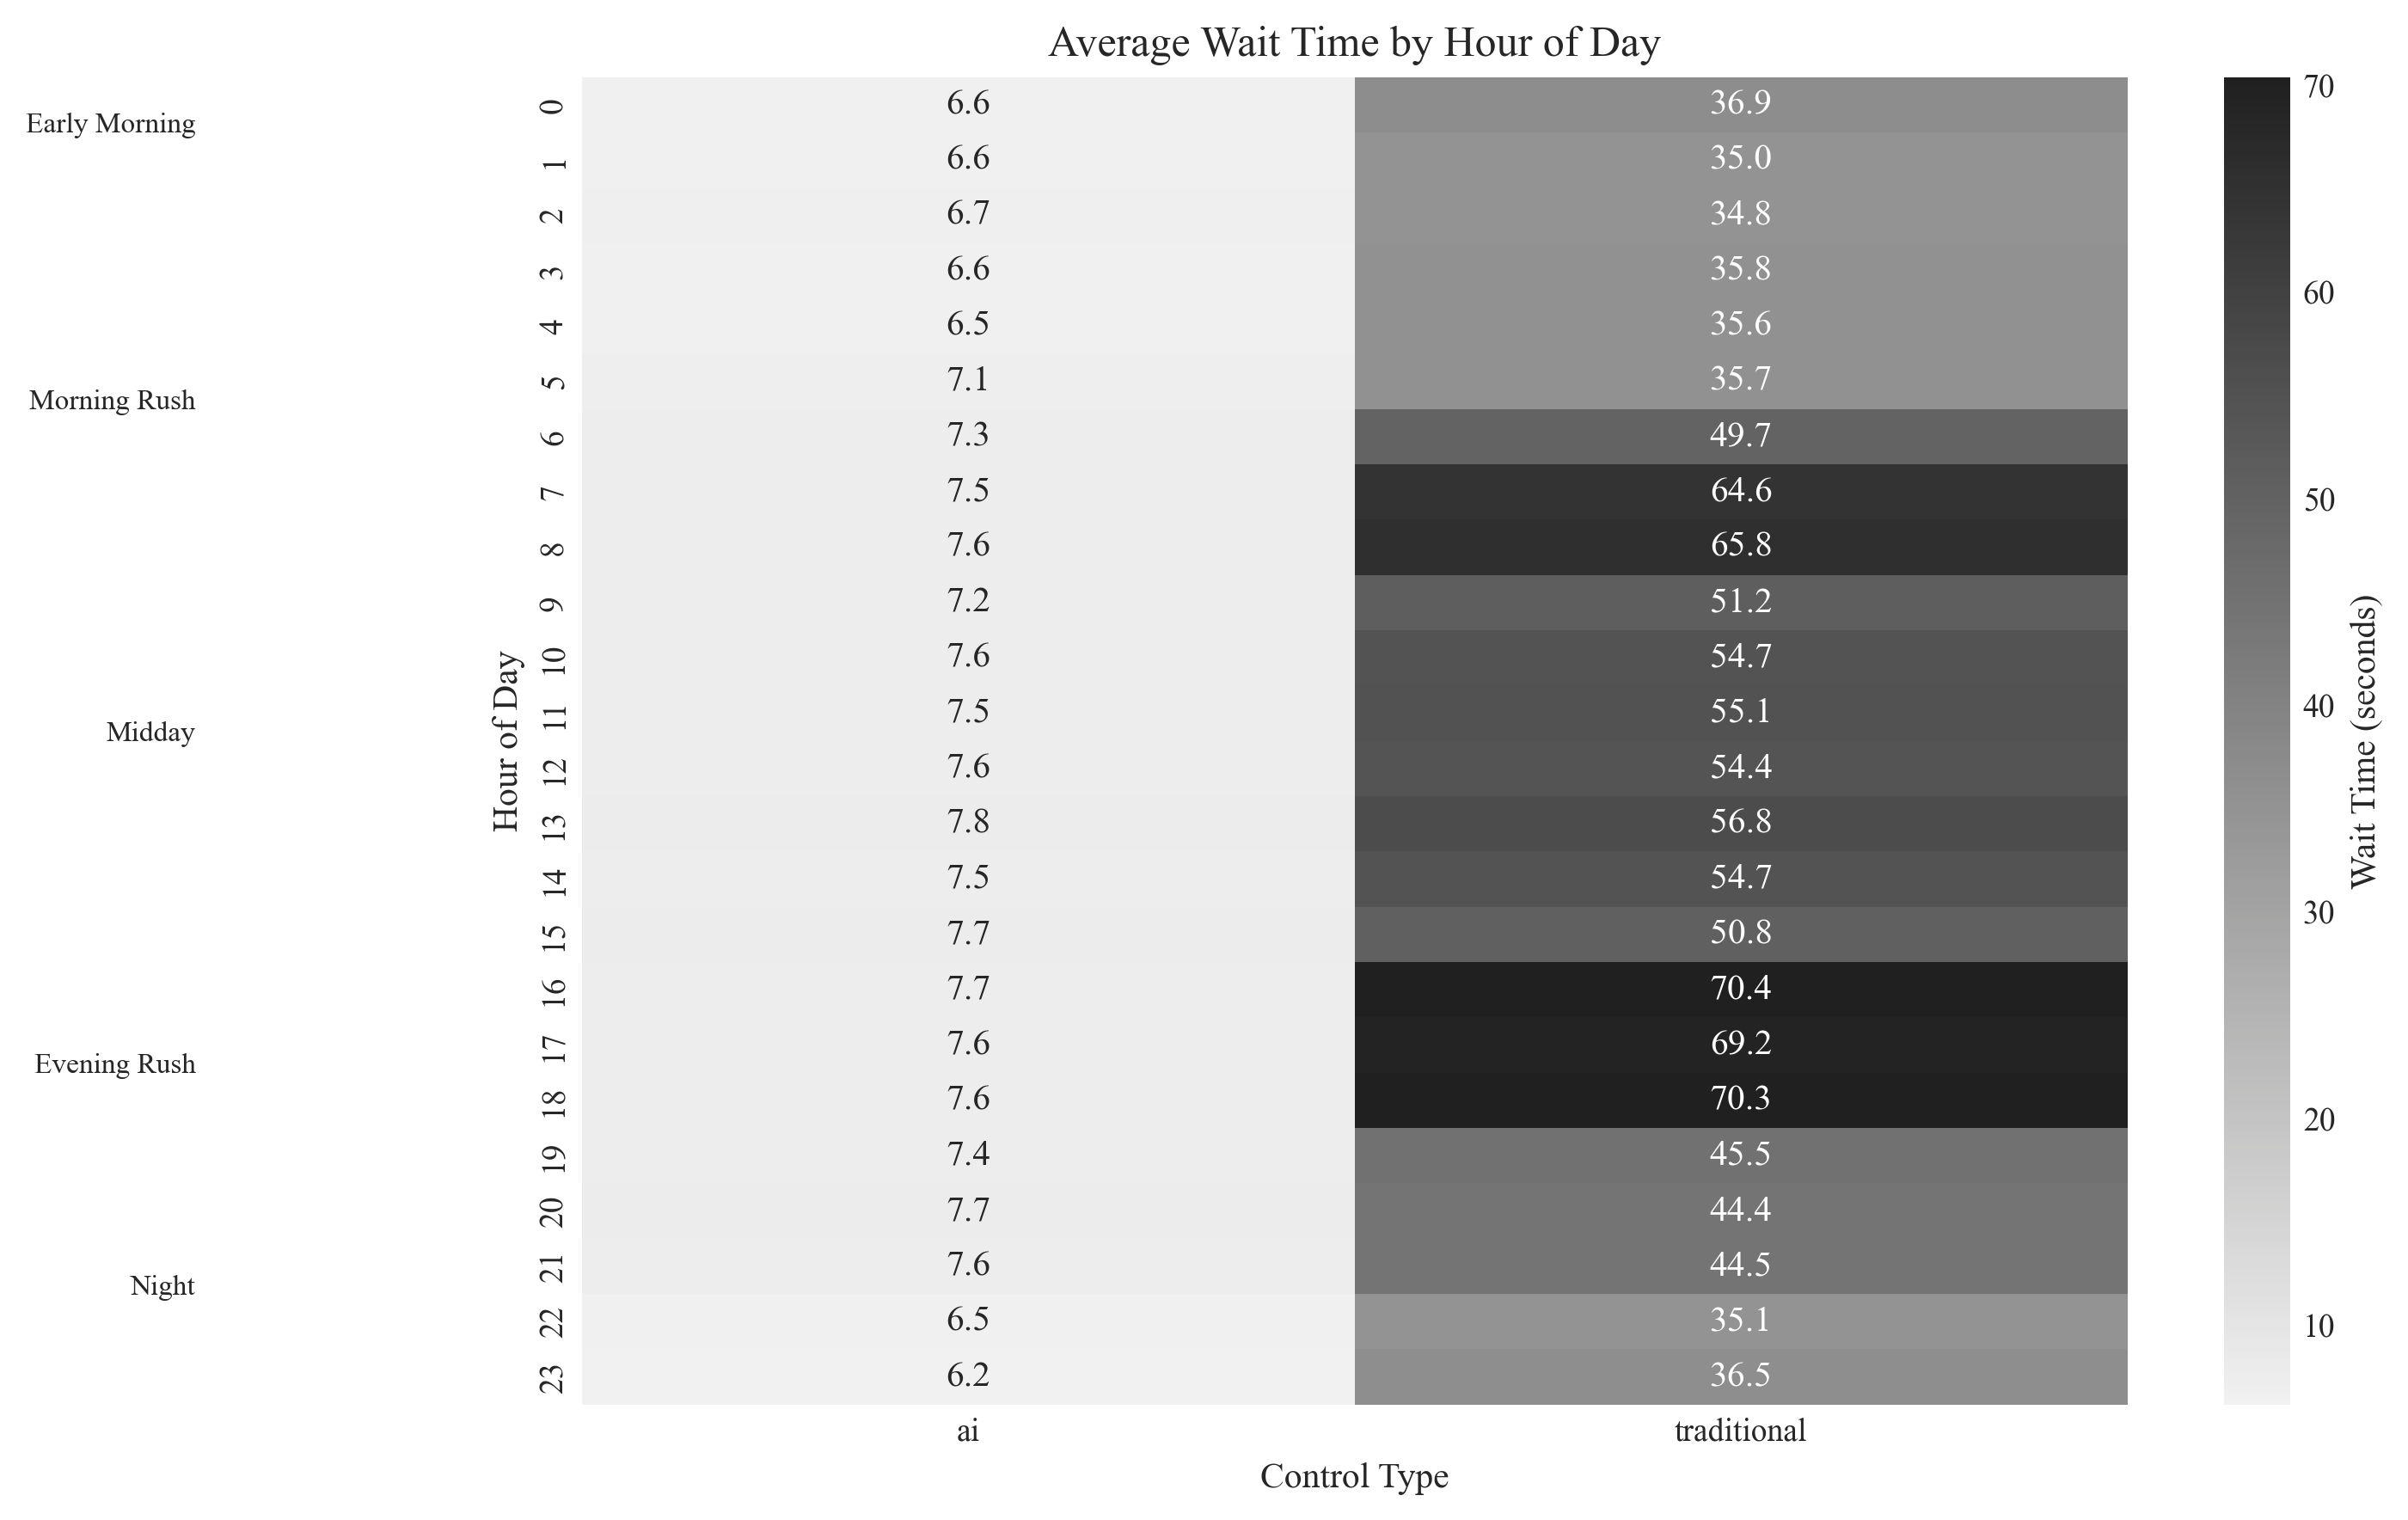 Average Wait Time by Hour of Day
Early Morning
Morning Rush
Midday
Evening Rush
Night
Hour of Day
0 6.6 36.9
1 6.6 35.0
2 6.7 34.8
3 6.6 35.8
4 6.5 35.6
5 7.1 35.7
6 7.3 49.7
7 7.5 64.6
8 7.6 65.8
9 7.2 51.2
10 7.6 54.7
11 7.5 55.1
12 7.6 54.4
13 7.8 56.8
14 7.5 54.7
15 7.7 50.8
16 7.7 70.4
17 7.6 69.2
18 7.6 70.3
19 7.4 45.5
20 7.7 44.4
21 7.6 44.5
22 6.5 35.1
23 6.2 36.5
ai traditional
Control Type
70
60
50
40
30
20
10
Wait Time (seconds)